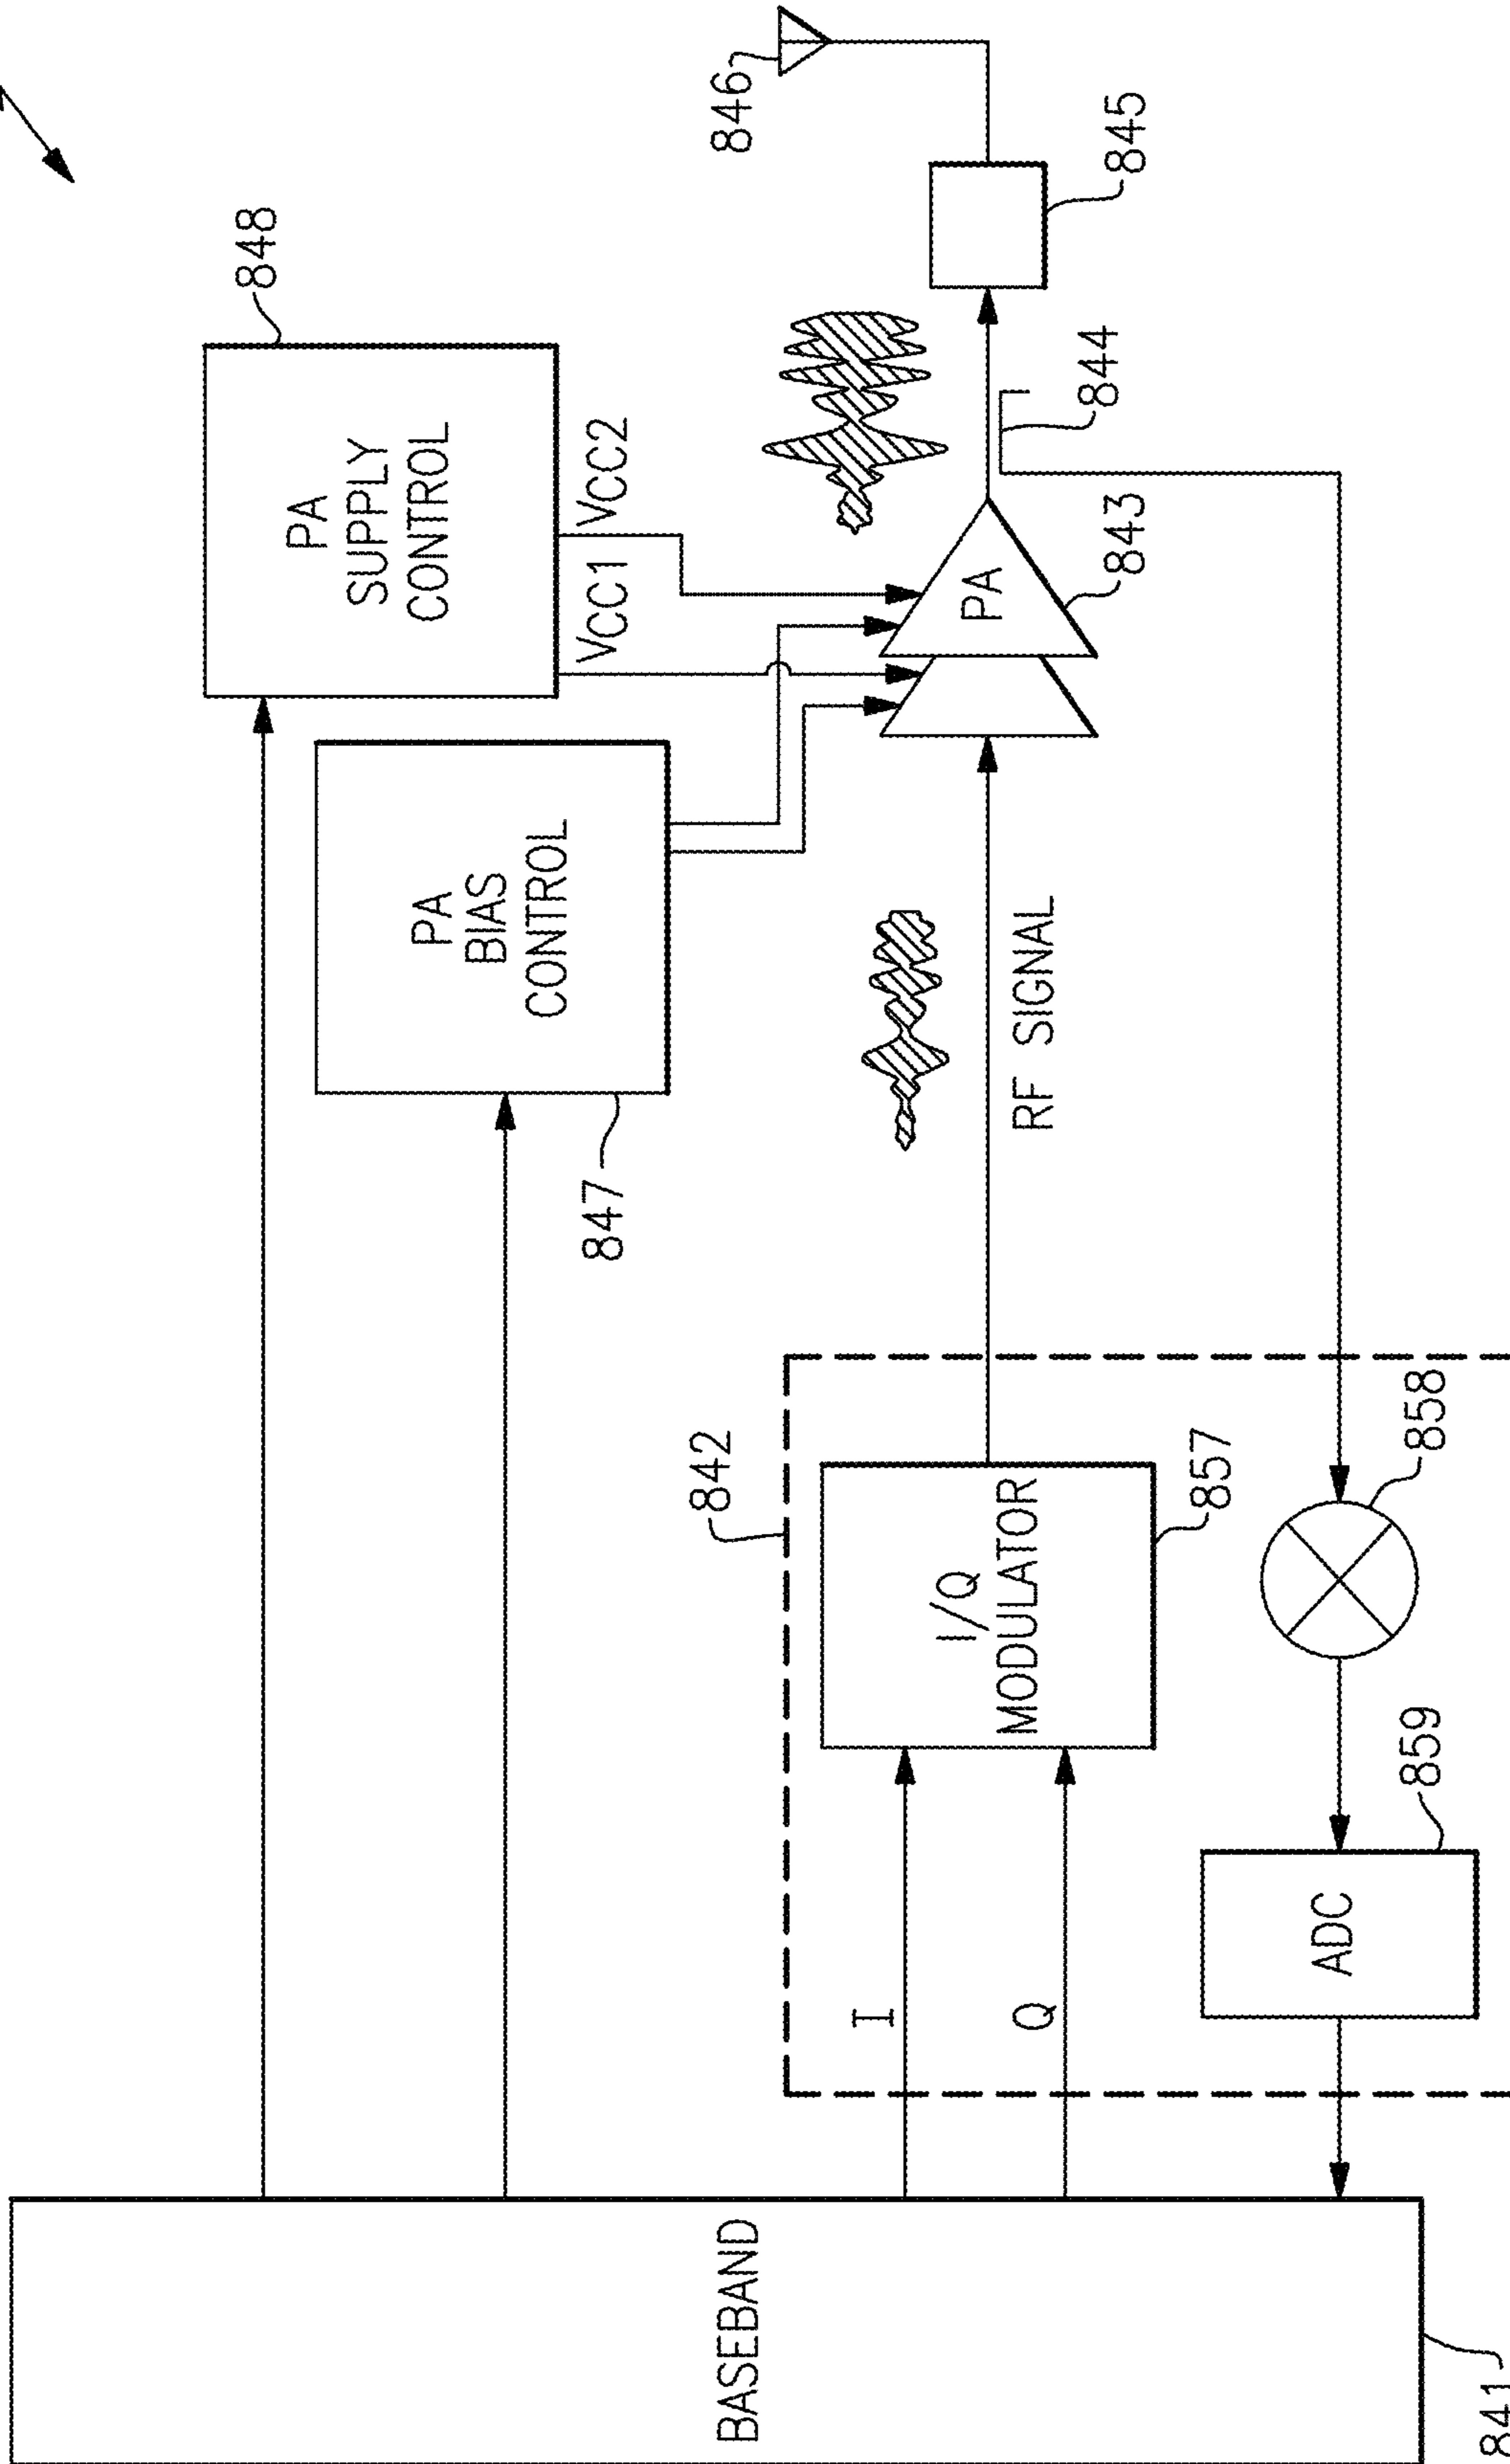 848
PA
SUPPLY
CONTROL
VCC1
VCC2
846
PA
BIAS
CONTROL
847
845
844
PA
843
RF SIGNAL
842
I/Q
MODULATOR
857
I
Q
858
859
ADC
BASEBAND
841